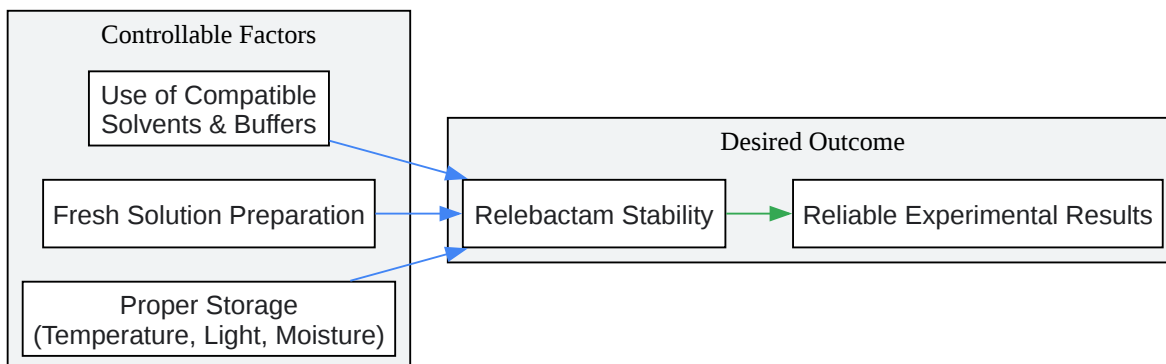 Controllable Factors
Use of Compatible
Solvents & Buffers
Fresh Solution Preparation
Proper Storage
(Temperature, Light, Moisture)
Desired Outcome
Relebactam Stability
Reliable Experimental Results